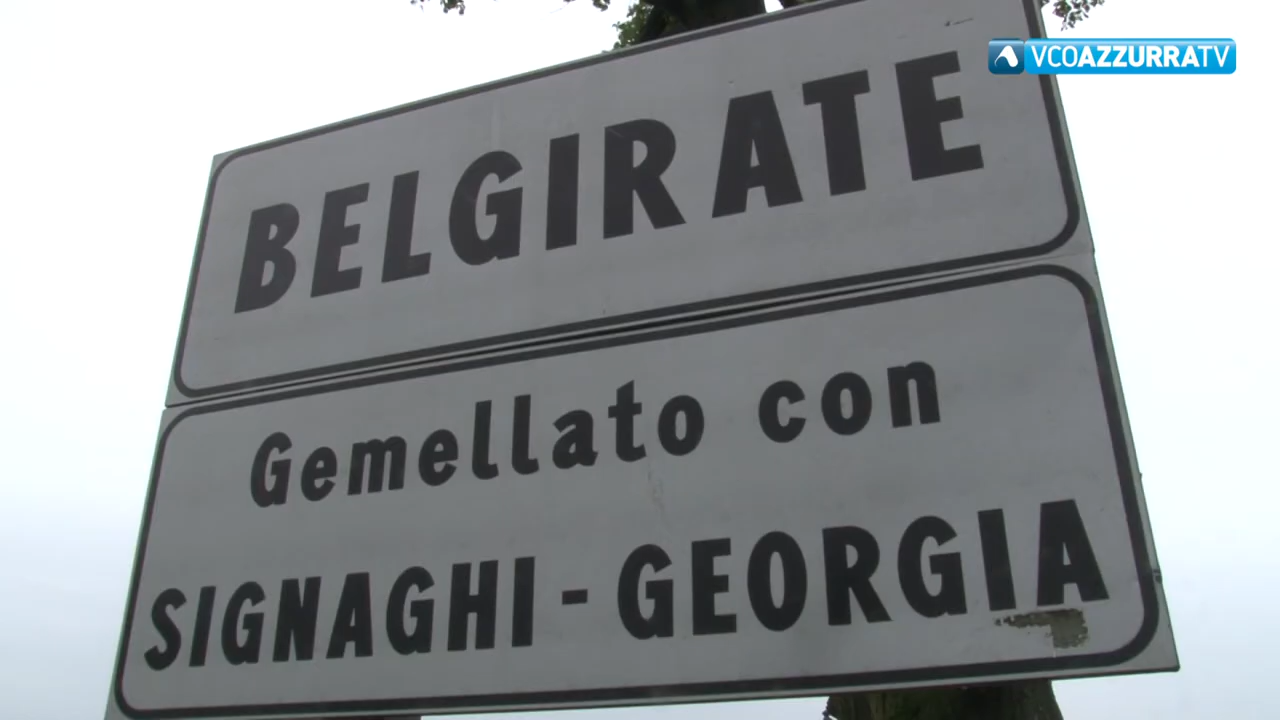 VCOAZZURRATV
BELGIRATE
Gemellato con
SIGNAGHI - GEORGIA